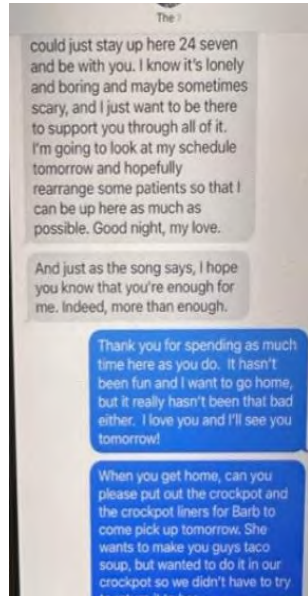 The
could just stay up here 24 seven
and be with you. I know it's lonely
and boring and maybe sometimes
scary, and I just want to be there
to support you through all of it.
I'm going to look at my schedule
tomorrow and hopefully
rearrange some patients so that I
can be up here as much as
possible. Good night, my love.
And just as the song says, I hope
you know that you're enough for
me. Indeed, more than enough.
Thank you for spending as much
time here as you do. It hasn't
been fun and I want to go home,
but it really hasn't been that bad
either. I love you and I'll see you
tomorrow!
When you get home, can you
please put out the crockpot and
the crockpot liners for Barb to
come pick up tomorrow. She
wants to make you guys taco
soup, but wanted to do it in our
crockpot so we didn't have to try